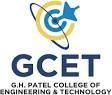 GCET
G.H. PATEL COLLEGE OF
ENGINEERING & TECHNOLOGY